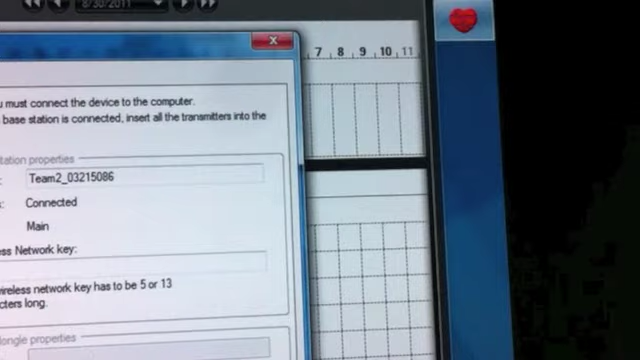 8/30/2011
7 8 9 10 11
u must connect the device to the computer.
base station is connected, insert all the transmitters into the
tation properties
Team2_03215086
Connected
Main
ess Network key:
ireless network key has to be 5 or 13
cters long.
ongle properties